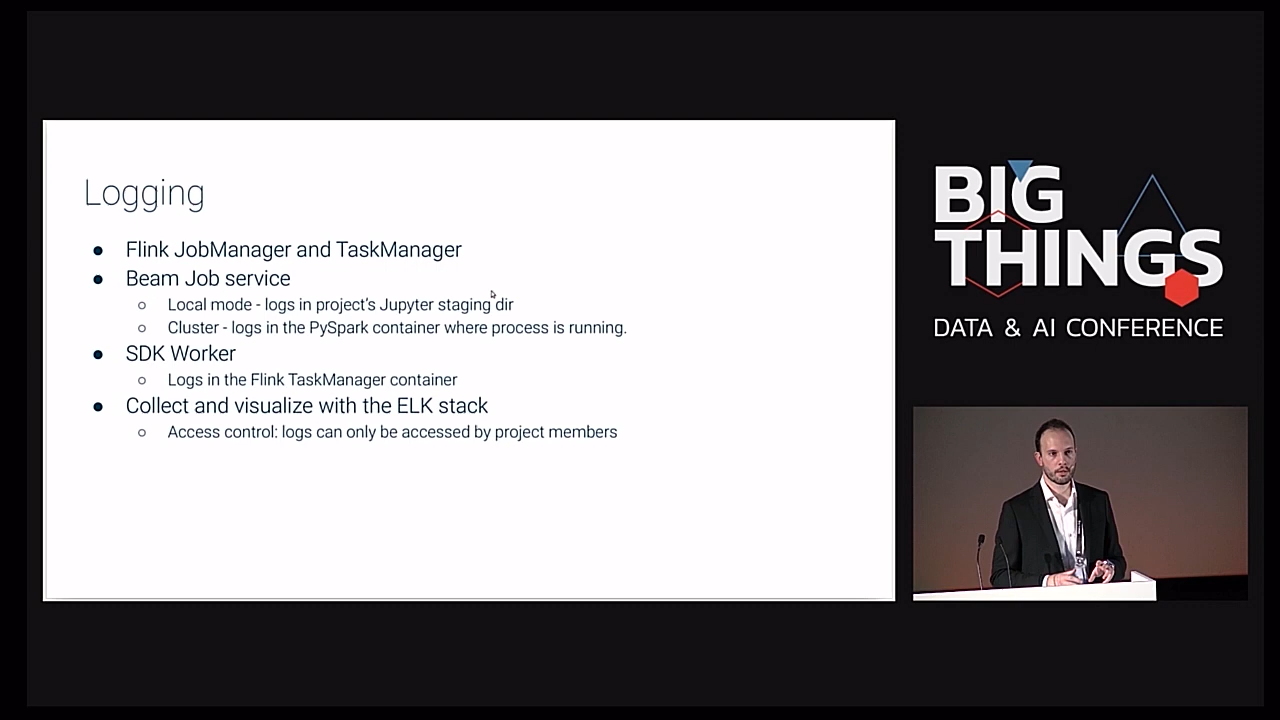 Logging
● Flink JobManager and TaskManager
● Beam Job service
○ Local mode - logs in project's Jupyter staging dir
○ Cluster - logs in the PySpark container where process is running.
● SDK Worker
○ Logs in the Flink TaskManager container
● Collect and visualize with the ELK stack
○ Access control: logs can only be accessed by project members
BIG
THINGS
DATA & AI CONFERENCE